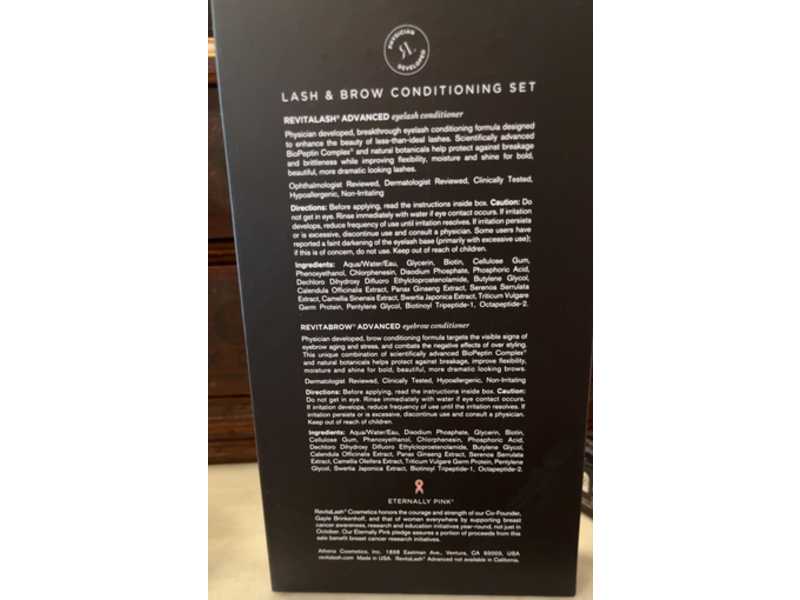 PHYSICIAN
RL
DEVELOPED
LASH & BROW CONDITIONING SET
REVITALASH® ADVANCED eyelash conditioner
Physician developed, breakthrough eyelash conditioning formula designed
to enhance the beauty of less-than-ideal lashes. Scientifically advanced
BioPeptin Complex® and natural botanicals help protect against breakage
and brittleness while improving flexibility, moisture and shine for bold,
beautiful, more dramatic looking lashes.
Ophthalmologist Reviewed, Dermatologist Reviewed, Clinically Tested,
Hypoallergenic, Non-Irritating
Directions: Before applying, read the instructions inside box. Caution: Do
not get in eye. Rinse immediately with water if eye contact occurs. If irritation
develops, reduce frequency of use until irritation resolves. If irritation persists
or is excessive, discontinue use and consult a physician. Some users have
reported a faint darkening of the eyelash base (primarily with excessive use);
if this is of concern, do not use. Keep out of reach of children.
Ingredients: Aqua/Water/Eau, Glycerin, Biotin, Cellulose Gum,
Phenoxyethanol, Chlorphenesin, Disodium Phosphate, Phosphoric Acid,
Dechloro Dihydroxy Difluoro Ethylcloprostenolamide, Butylene Glycol,
Calendula Officinalis Extract, Panax Ginseng Extract, Serenoa Serrulata
Extract, Camellia Sinensis Extract, Swertia Japonica Extract, Triticum Vulgare
Germ Protein, Pentylene Glycol, Biotinoyl Tripeptide-1, Octapeptide-2.
REVITABROW® ADVANCED eyebrow conditioner
Physician developed, brow conditioning formula targets the visible signs of
eyebrow aging and stress, and combats the negative effects of over styling.
This unique combination of scientifically advanced BioPeptin Complex®
and natural botanicals helps protect against breakage, improve flexibility,
moisture and shine for bold, beautiful, more dramatic looking brows.
Dermatologist Reviewed, Clinically Tested, Hypoallergenic, Non-Irritating
Directions: Before applying, read the instructions inside box. Caution:
Do not get in eye. Rinse immediately with water if eye contact occurs.
If irritation develops, reduce frequency of use until the irritation resolves. If
irritation persists or is excessive, discontinue use and consult a physician.
Keep out of reach of children.
Ingredients: Aqua/Water/Eau, Disodium Phosphate, Glycerin, Biotin,
Cellulose Gum, Phenoxyethanol, Chlorphenesin, Phosphoric Acid,
Dechloro Dihydroxy Difluoro Ethylcloprostenolamide, Butylene Glycol,
Calendula Officinalis Extract, Panax Ginseng Extract, Serenoa Serrulata
Extract, Camellia Oleifera Extract, Triticum Vulgare Germ Protein, Pentylene
Glycol, Swertia Japonica Extract, Biotinoyl Tripeptide-1, Octapeptide-2.
ETERNALLY PINK®
RevitaLash® Cosmetics honors the courage and strength of our Co-Founder,
Gayle Brinkenhoff, and that of women everywhere by supporting breast
cancer awareness, research and education initiatives year-round, not just in
October. Our Eternally Pink pledge assures a portion of proceeds from this
sale benefit breast cancer research initiatives.
Athena Cosmetics, Inc. 1838 Eastman Ave., Ventura, CA 93003, USA
revitalash.com Made in USA. RevitaLash® Advanced not available in California.